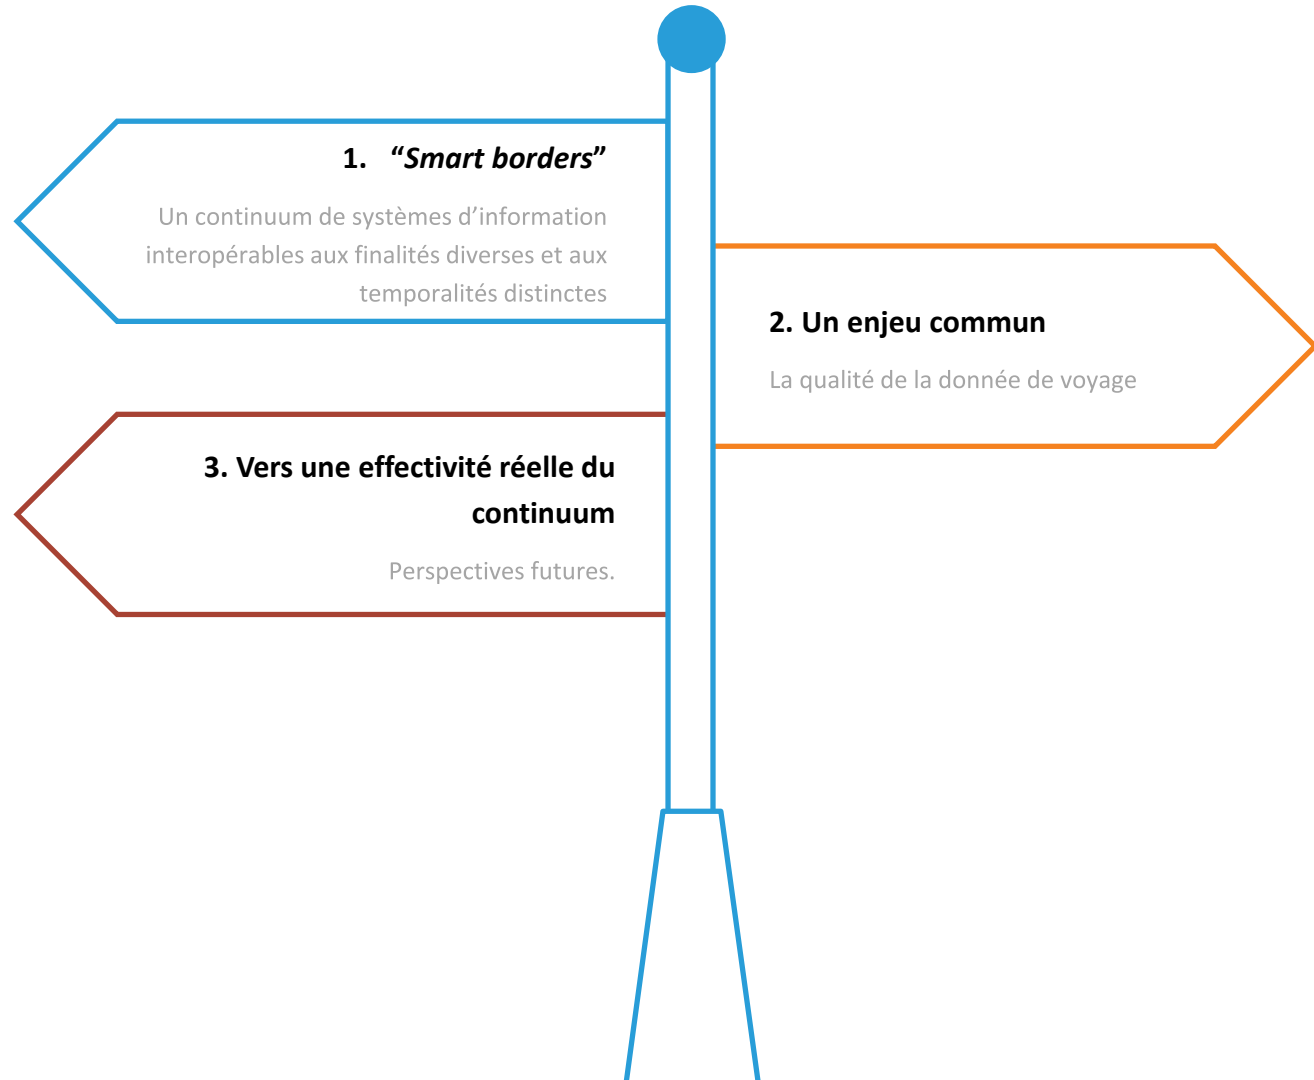 1. “Smart borders”
Un continuum de systèmes d’information
interopérables aux finalités diverses et aux
temporalités distinctes
2. Un enjeu commun
La qualité de la donnée de voyage
3. Vers une effectivité réelle du
continuum
Perspectives futures.